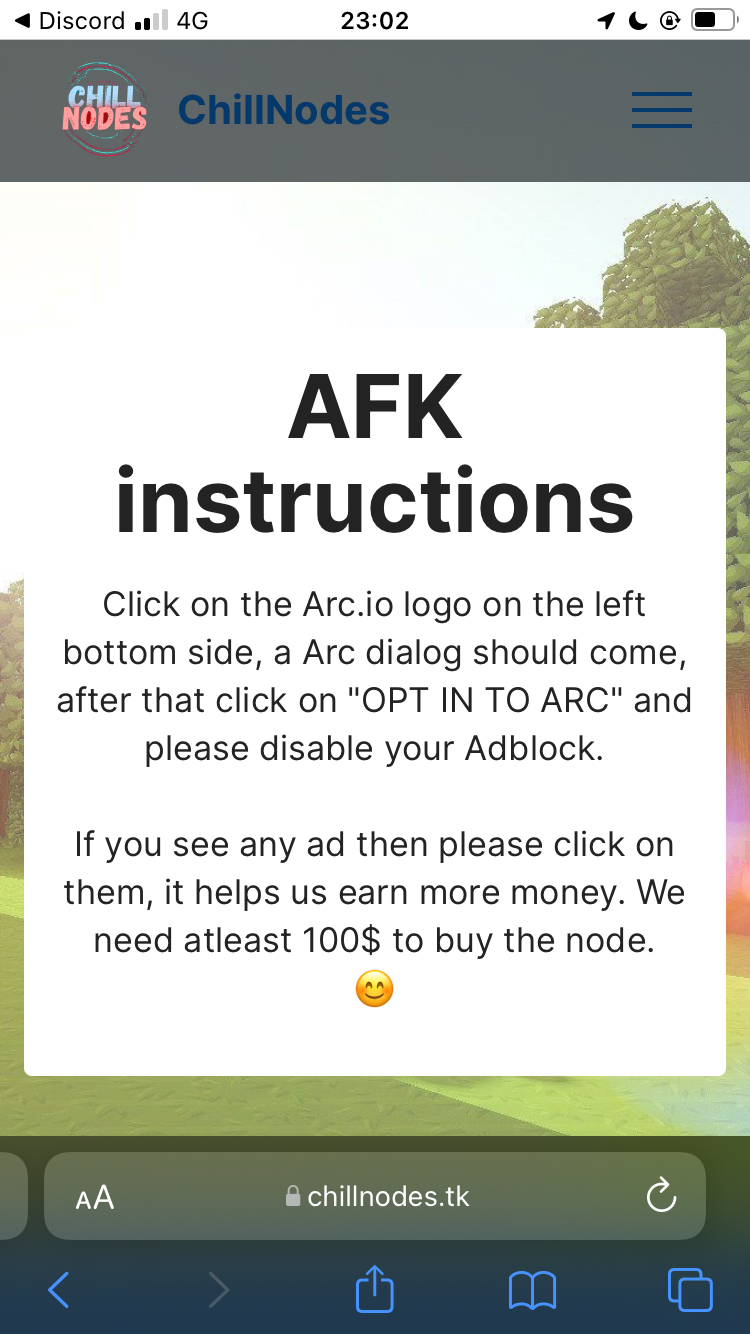 Discord 4G 23:02
CHILL
NODES
ChillNodes
AFK
instructions
Click on the Arc.io logo on the left
bottom side, a Arc dialog should come,
after that click on "OPT IN TO ARC" and
please disable your Adblock.
If you see any ad then please click on
them, it helps us earn more money. We
need atleast 100$ to buy the node.
😊
AA chillnodes.tk